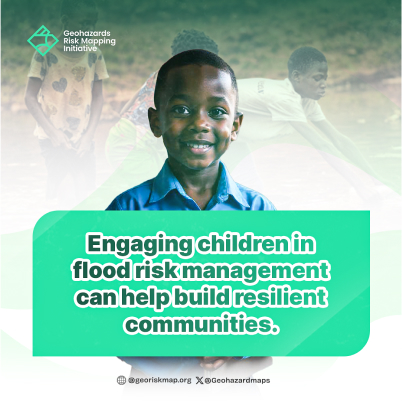 Geohazards
Risk Mapping
Initiative
Engaging children in
flood risk management
can help build resilient
communities.
@georiskmap.org X@Geohazardmaps